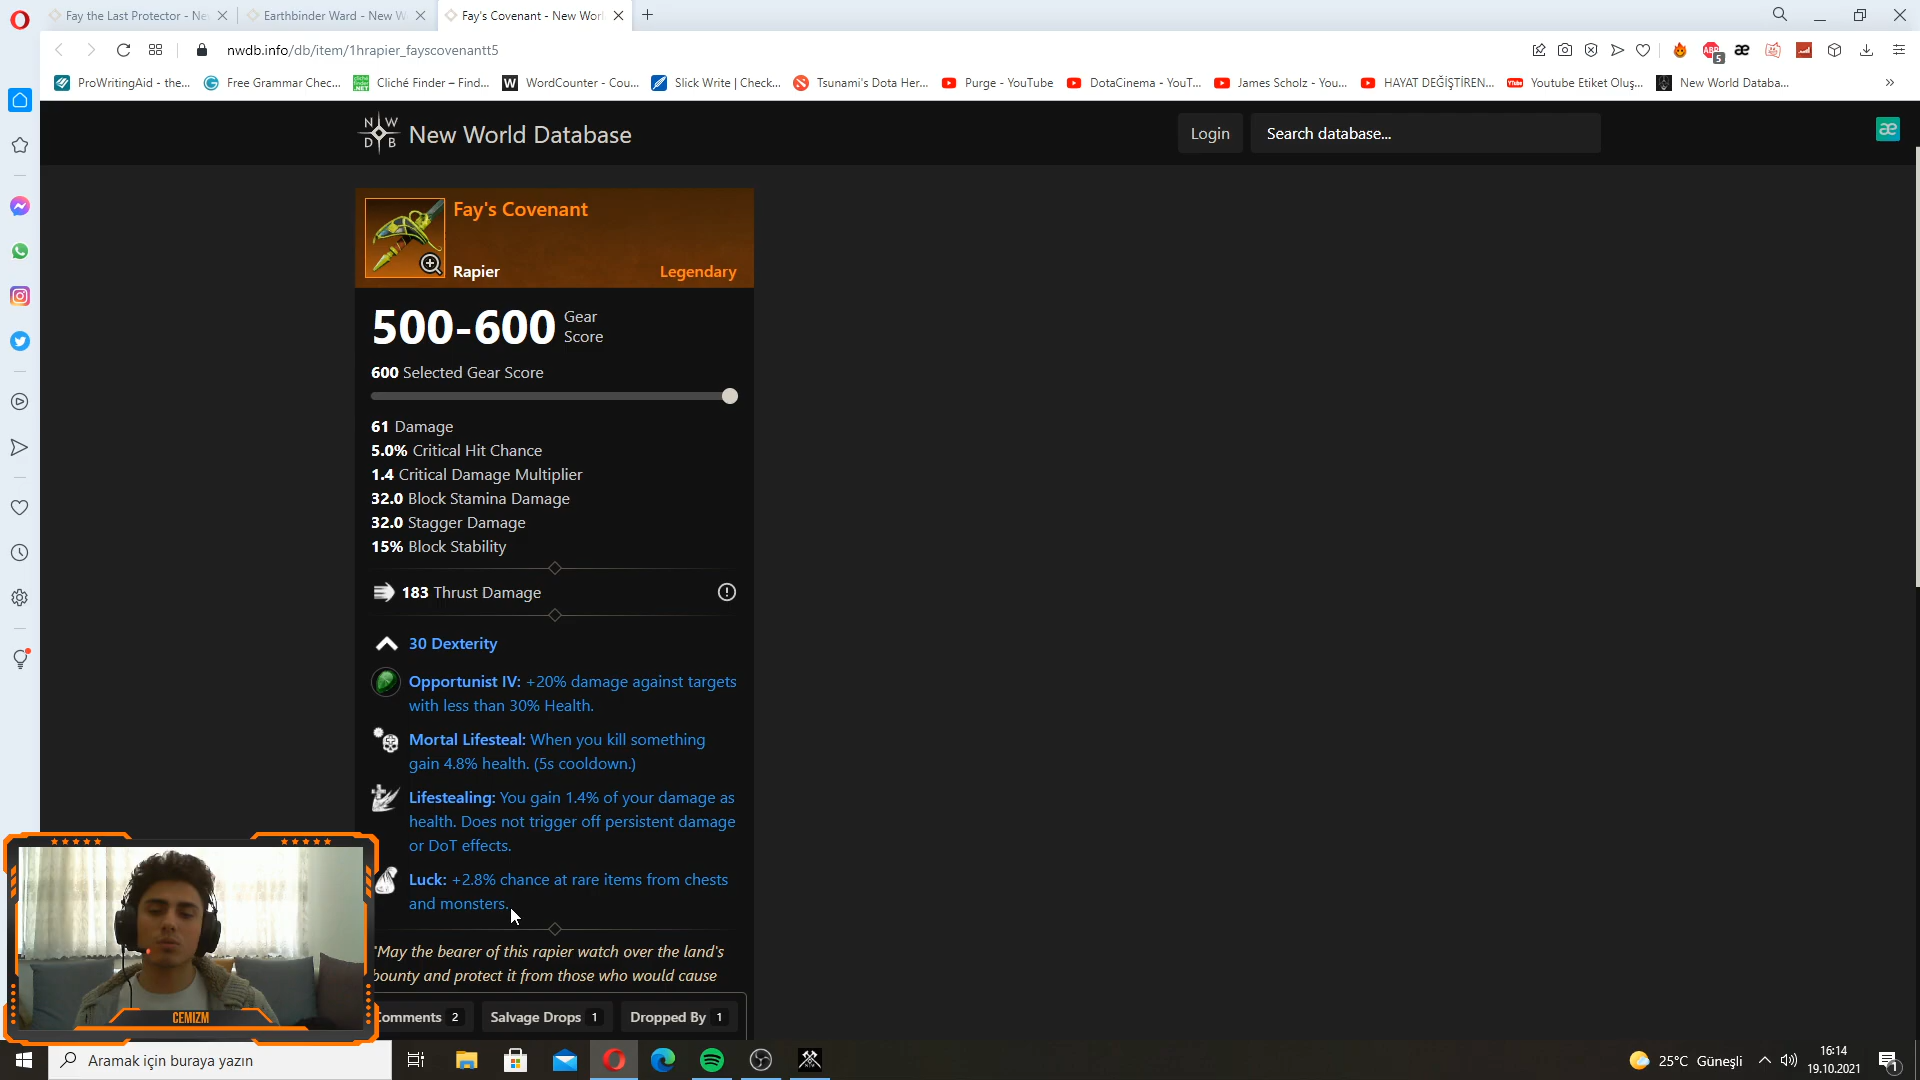 Fay the Last Protector - Ne
Earthbinder Ward - New W
Fay's Covenant - New Worl
nwdb.info/db/item/1hrapier_fayscovenantt5
5
ProWritingAid - the...
Free Grammar Chec...
Cliché Finder – Find...
WordCounter - Cou...
Slick Write | Check...
Tsunami's Dota Her...
Purge - YouTube
DotaCinema - YouT...
James Scholz - You...
HAYAT DEĞİŞTİREN...
Youtube Etiket Oluş...
New World Databa...
»
NW
DB
New World Database
Login
Search database...
æ
Fay's Covenant
Rapier
Legendary
500-600 Gear Score
600 Selected Gear Score
61 Damage
5.0% Critical Hit Chance
1.4 Critical Damage Multiplier
32.0 Block Stamina Damage
32.0 Stagger Damage
15% Block Stability
183 Thrust Damage
30 Dexterity
Opportunist IV: +20% damage against targets
with less than 30% Health.
Mortal Lifesteal: When you kill something
gain 4.8% health. (5s cooldown.)
Lifestealing: You gain 1.4% of your damage as
health. Does not trigger off persistent damage
or DoT effects.
Luck: +2.8% chance at rare items from chests
and monsters.
"May the bearer of this rapier watch over the land's
bounty and protect it from those who would cause
omments 2
Salvage Drops 1
Dropped By 1
CEMIZM
Aramak için buraya yazın
25°C Güneşli
16:14
19.10.2021
1